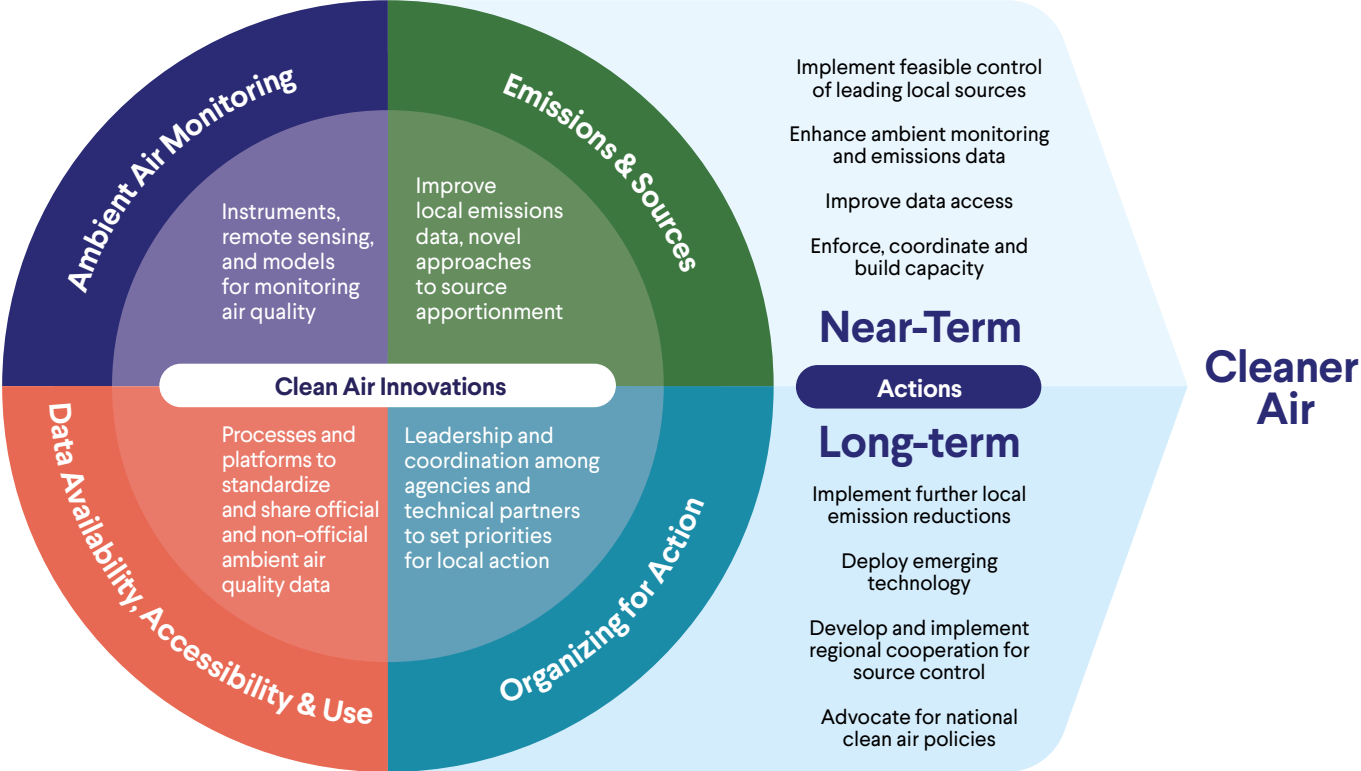 Ambient Air Monitoring
Instruments,
remote sensing,
and models
for monitoring
air quality
Emissions & Sources
Improve
local emissions
data, novel
approaches
to source
apportionment
Clean Air Innovations
Data Availability, Accessibility & Use
Processes and
platforms to
standardize
and share official
and non-official
ambient air
quality data
Organizing for Action
Leadership and
coordination among
agencies and
technical partners
to set priorities
for local action
Implement feasible control
of leading local sources
Enhance ambient monitoring
and emissions data
Improve data access
Enforce, coordinate and
build capacity
Near-Term
Actions
Long-term
Implement further local
emission reductions
Deploy emerging
technology
Develop and implement
regional cooperation for
source control
Advocate for national
clean air policies
Cleaner
Air